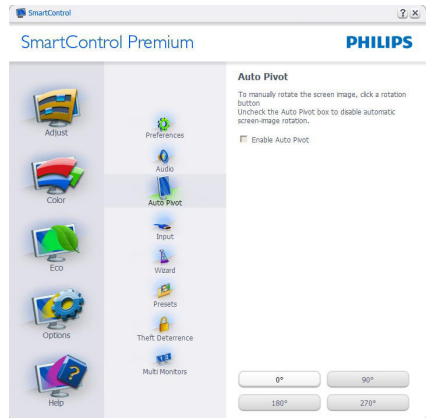 SmartControl
SmartControl Premium
PHILIPS
Adjust
Color
Eco
Options
Help
Preferences
Audio
Auto Pivot
Input
Wizard
Presets
Theft Deterrence
Multi Monitors
Auto Pivot
To manually rotate the screen image, click a rotation
button
Uncheck the Auto Pivot box to disable automatic
screen-image rotation.
Enable Auto Pivot
0°
90°
180°
270°